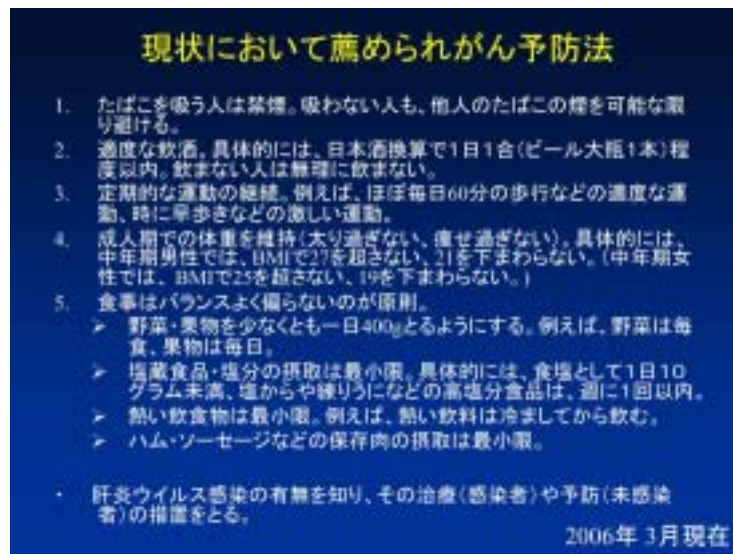 現状において薦められがん予防法
1. たばこを吸う人は禁煙。吸わない人も、他人のたばこの煙を可能な限
り避ける。
2. 適度な飲酒。具体的には、日本酒換算で1日1合(ビール大瓶1本)程
度以内。飲まない人は無理に飲まない。
3. 定期的な運動の継続。例えば、ほぼ毎日60分の歩行などの適度な運
動、時に早歩きなどの激しい運動。
4. 成人期での体重を維持(太り過ぎない、痩せ過ぎない)。具体的には、
中年期男性では、BMIで27を超さない、21を下まわらない。(中年期女
性では、BMIで25を超さない、19を下まわらない。)
5. 食事はバランスよく偏らないのが原則。
➢ 野菜・果物を少なくとも一日400gとるようにする。例えば、野菜は毎
食、果物は毎日。
➢ 塩蔵食品・塩分の摂取は最小限。具体的には、食塩として1日10
グラム未満、塩からや練りうになどの高塩分食品は、週に1回以内。
➢ 熱い飲食物は最小限。例えば、熱い飲料は冷ましてから飲む。
➢ ハム・ソーセージなどの保存肉の摂取は最小限。
・ 肝炎ウイルス感染の有無を知り、その治療(感染者)や予防(未感染
者)の措置をとる。
2006年 3月現在